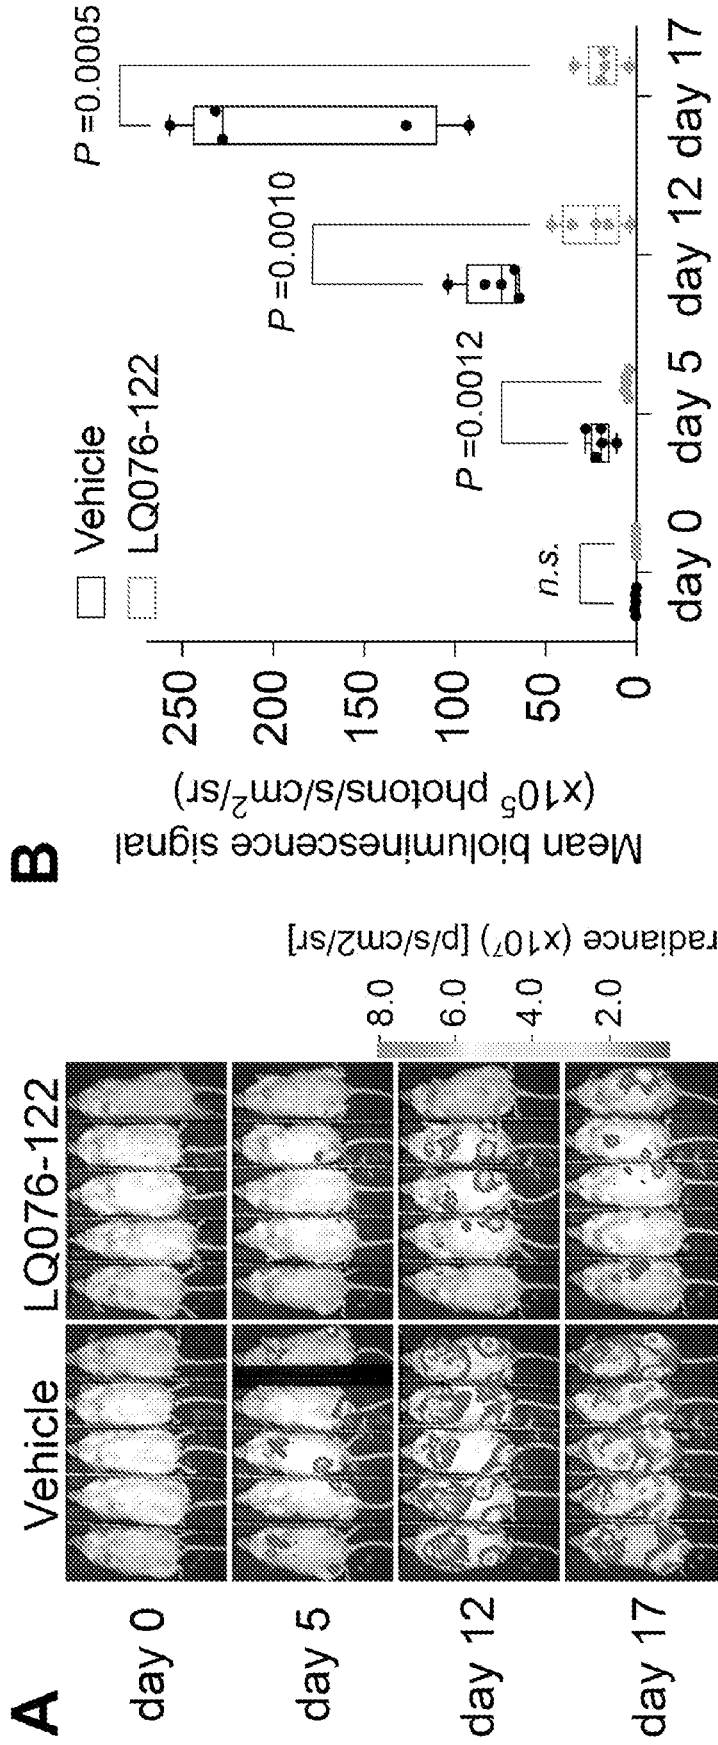 A
Vehicle
LQ076-122
day 0
day 5
day 12
day 17
8.0
6.0
4.0
2.0
radiance (x10⁷) [p/s/cm2/sr]
B
Mean bioluminescence signal
(x10⁵ photons/s/cm²/sr)
250
200
150
100
50
0
Vehicle
LQ076-122
n.s.
P =0.0012
P =0.0010
P =0.0005
day 0 day 5 day 12 day 17